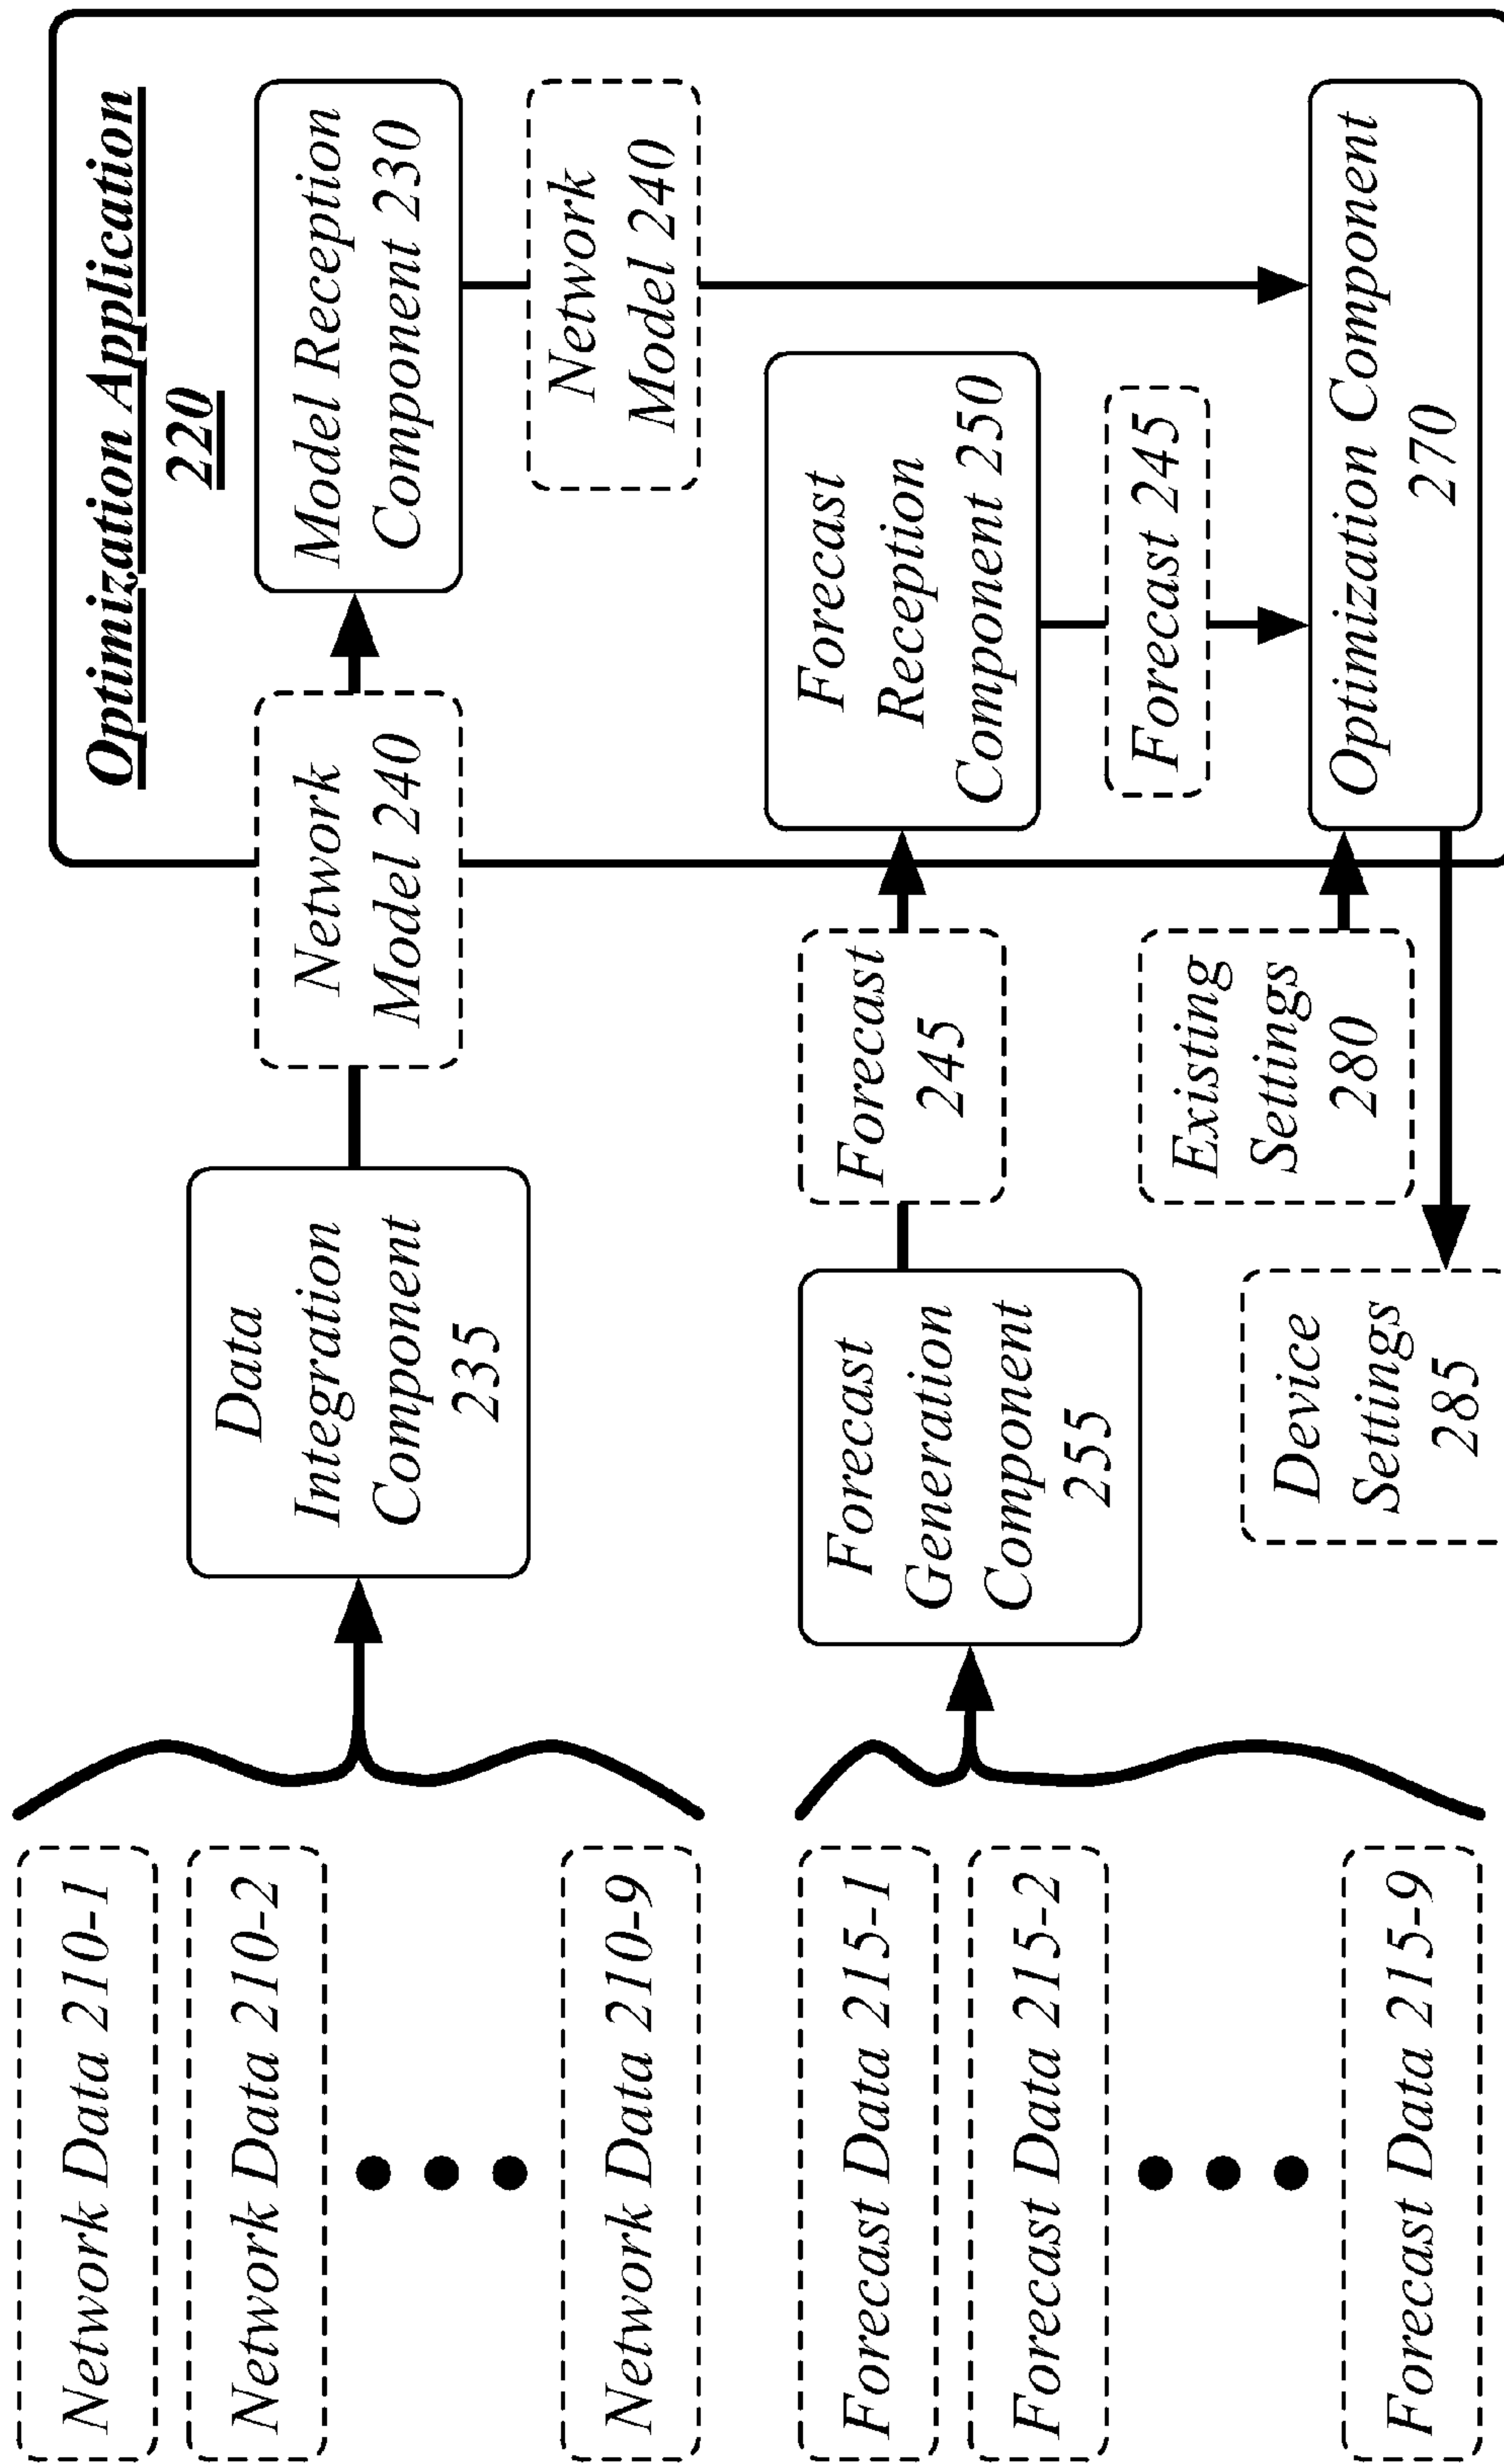 Network Data 210-1
Network Data 210-2
Network Data 210-9
Data
Integration
Component
235
Network
Model 240
Optimization Application
220
Model Reception
Component 230
Network
Model 240
Forecast Data 215-1
Forecast Data 215-2
Forecast Data 215-9
Forecast
Generation
Component
255
Forecast
245
Forecast
Reception
Component 250
Forecast 245
Existing
Settings
280
Device
Settings
285
Optimization Component
270